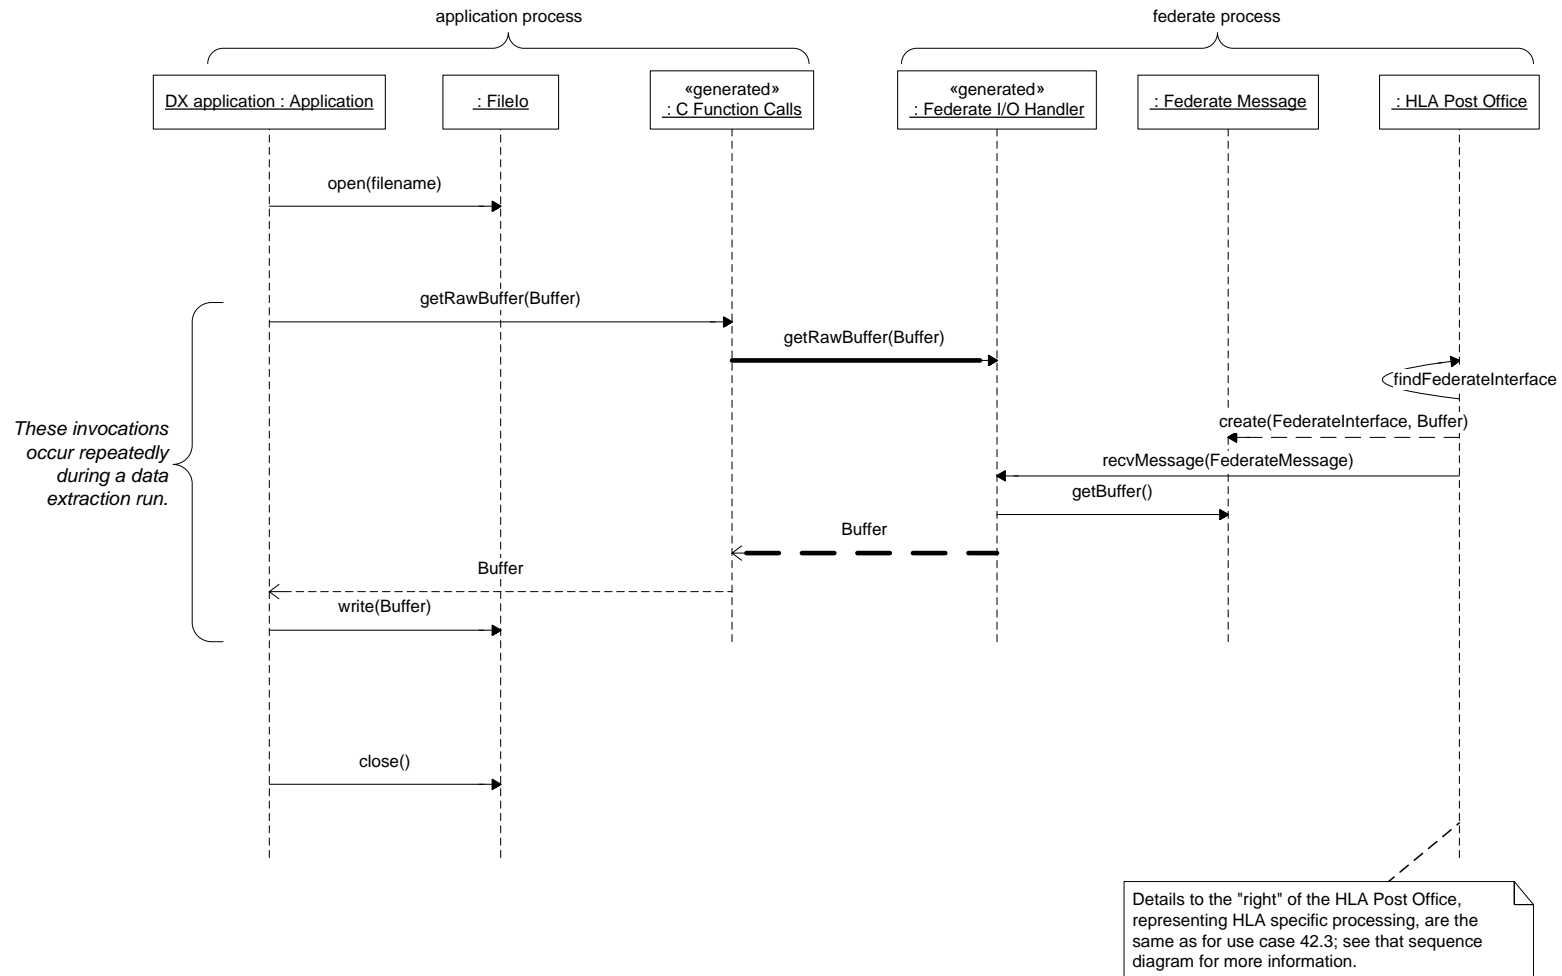 application process
federate process
DX application : Application
: FileIo
«generated»
: C Function Calls
«generated»
: Federate I/O Handler
: Federate Message
: HLA Post Office
open(filename)
getRawBuffer(Buffer)
getRawBuffer(Buffer)
findFederateInterface
create(FederateInterface, Buffer)
recvMessage(FederateMessage)
getBuffer()
Buffer
Buffer
write(Buffer)
These invocations
occur repeatedly
during a data
extraction run.
close()
Details to the "right" of the HLA Post Office,
representing HLA specific processing, are the
same as for use case 42.3; see that sequence
diagram for more information.